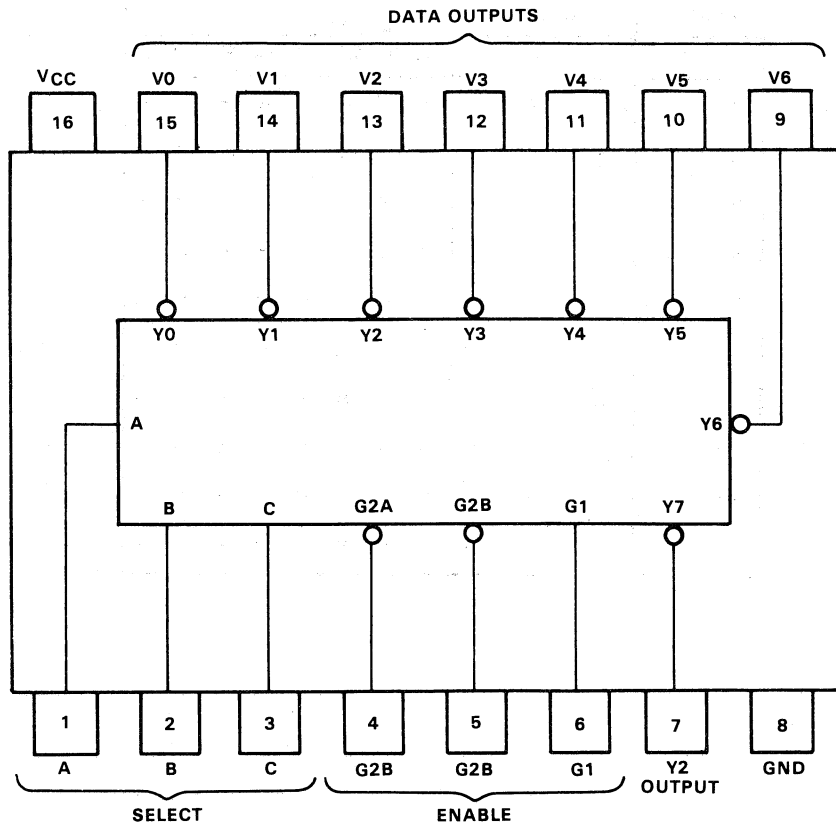 DATA OUTPUTS
VCC V0 V1 V2 V3 V4 V5 V6
16 15 14 13 12 11 10 9
Y0 Y1 Y2 Y3 Y4 Y5
A Y6
B C G2A G2B G1 Y7
1 2 3 4 5 6 7 8
A B C G2B G2B G1 Y2 GND
OUTPUT
SELECT ENABLE